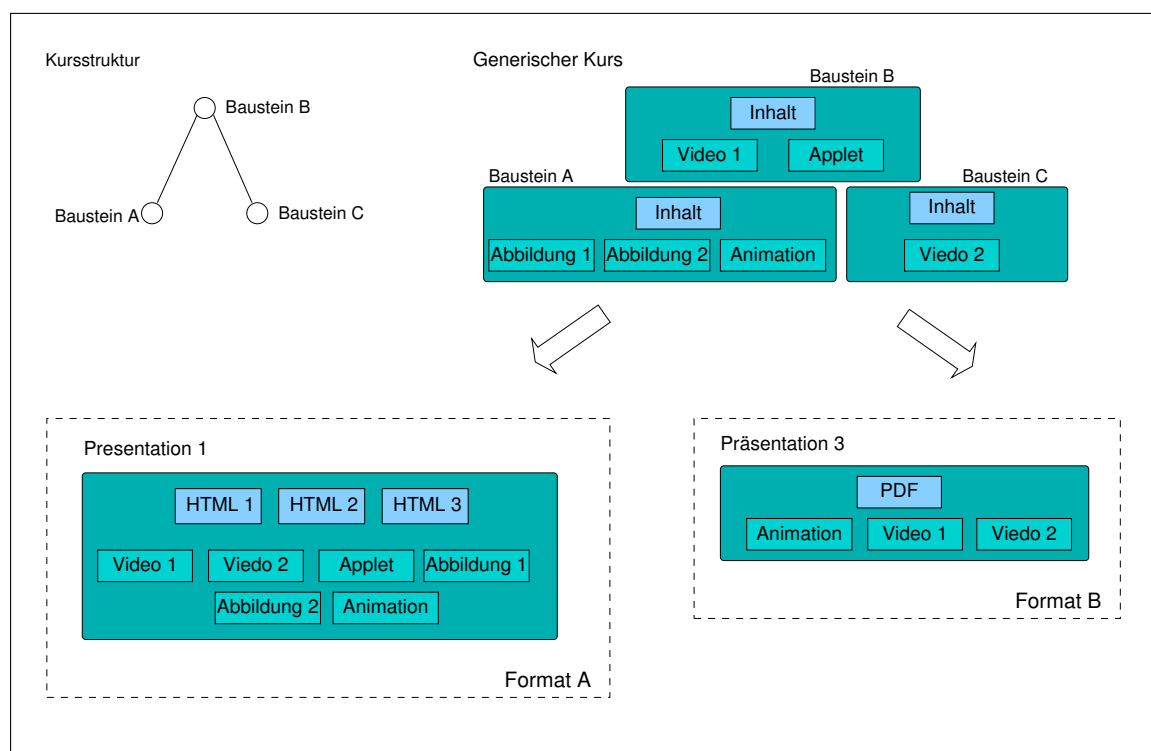 Kursstruktur
Baustein B
Baustein A
Baustein C
Generischer Kurs
Baustein B
Inhalt
Video 1
Applet
Baustein A
Inhalt
Abbildung 1
Abbildung 2
Animation
Baustein C
Inhalt
Viedo 2
Presentation 1
HTML 1
HTML 2
HTML 3
Video 1
Viedo 2
Applet
Abbildung 1
Abbildung 2
Animation
Format A
Präsentation 3
PDF
Animation
Video 1
Viedo 2
Format B